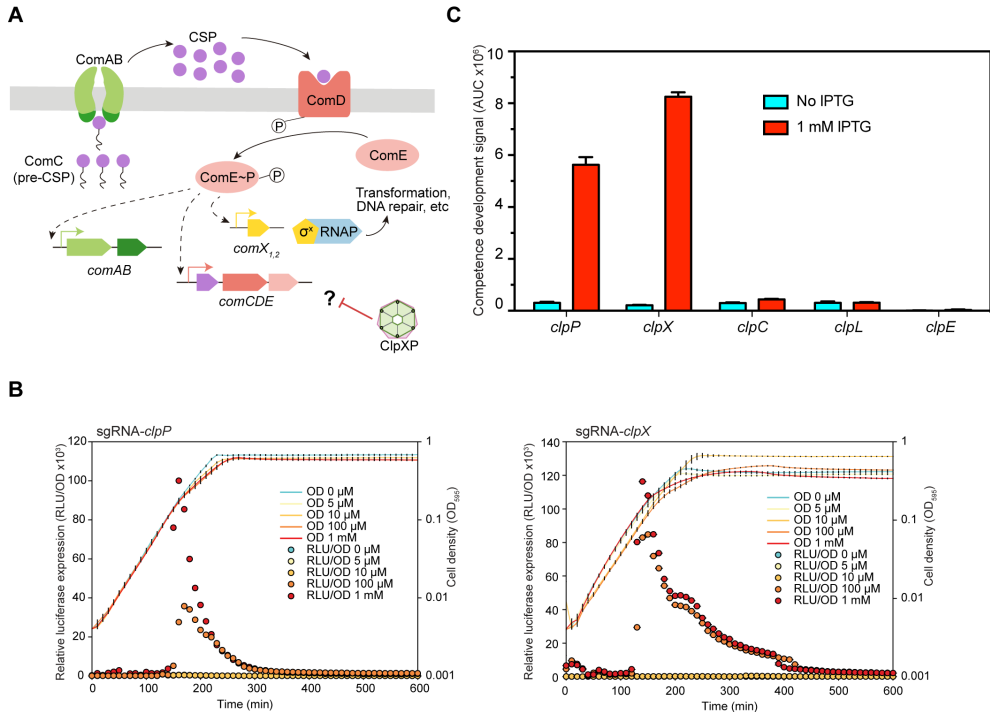 A
CSP
ComAB
ComD
P
ComC
(pre-CSP)
ComE
ComE~P
P
Transformation,
DNA repair, etc
σˣ RNAP
comX1,2
comAB
comCDE
?
ClpXP
C
Competence development signal (AUC x10⁶)
10
8
6
4
2
0
No IPTG
1 mM IPTG
clpP clpX clpC clpL clpE
B
sgRNA-clpP
Relative luciferase expression (RLU/OD x10³)
120
100
80
60
40
20
0
OD 0 µM
OD 5 µM
OD 10 µM
OD 100 µM
OD 1 mM
RLU/OD 0 µM
RLU/OD 5 µM
RLU/OD 10 µM
RLU/OD 100 µM
RLU/OD 1 mM
1
0.1
0.01
0.001
Cell density (OD595)
0 100 200 300 400 500 600
Time (min)
sgRNA-clpX
Relative luciferase expression (RLU/OD x10³)
140
120
100
80
60
40
20
0
OD 0 µM
OD 5 µM
OD 10 µM
OD 100 µM
OD 1 mM
RLU/OD 0 µM
RLU/OD 5 µM
RLU/OD 10 µM
RLU/OD 100 µM
RLU/OD 1 mM
1
0.1
0.01
0.001
Cell density (OD595)
0 100 200 300 400 500 600
Time (min)